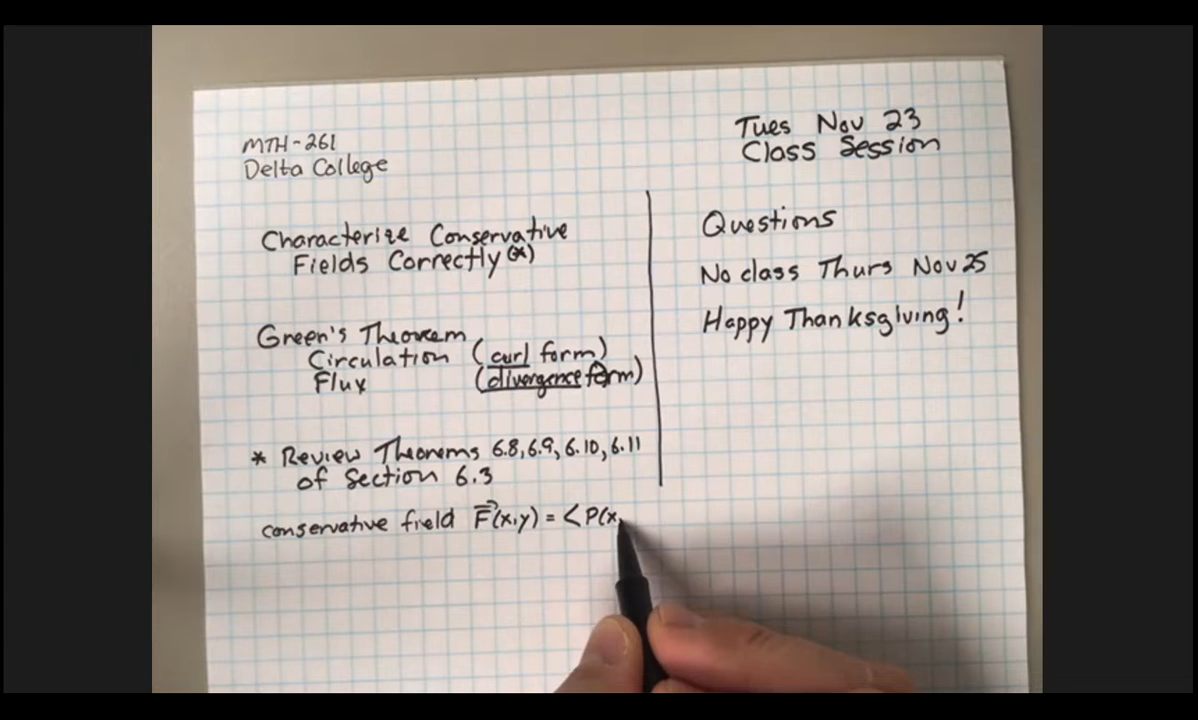 MTH-261
Delta College
Tues Nov 23
Class Session
Characterize Conservative
Fields Correctly (*)
Green's Theorem
Circulation (curl form)
Flux (divergence form)
* Review Theorems 6.8, 6.9, 6.10, 6.11
of Section 6.3
conservative field F⃗(x,y) = <P(x,
Questions
No class Thurs Nov 25
Happy Thanksgiving!